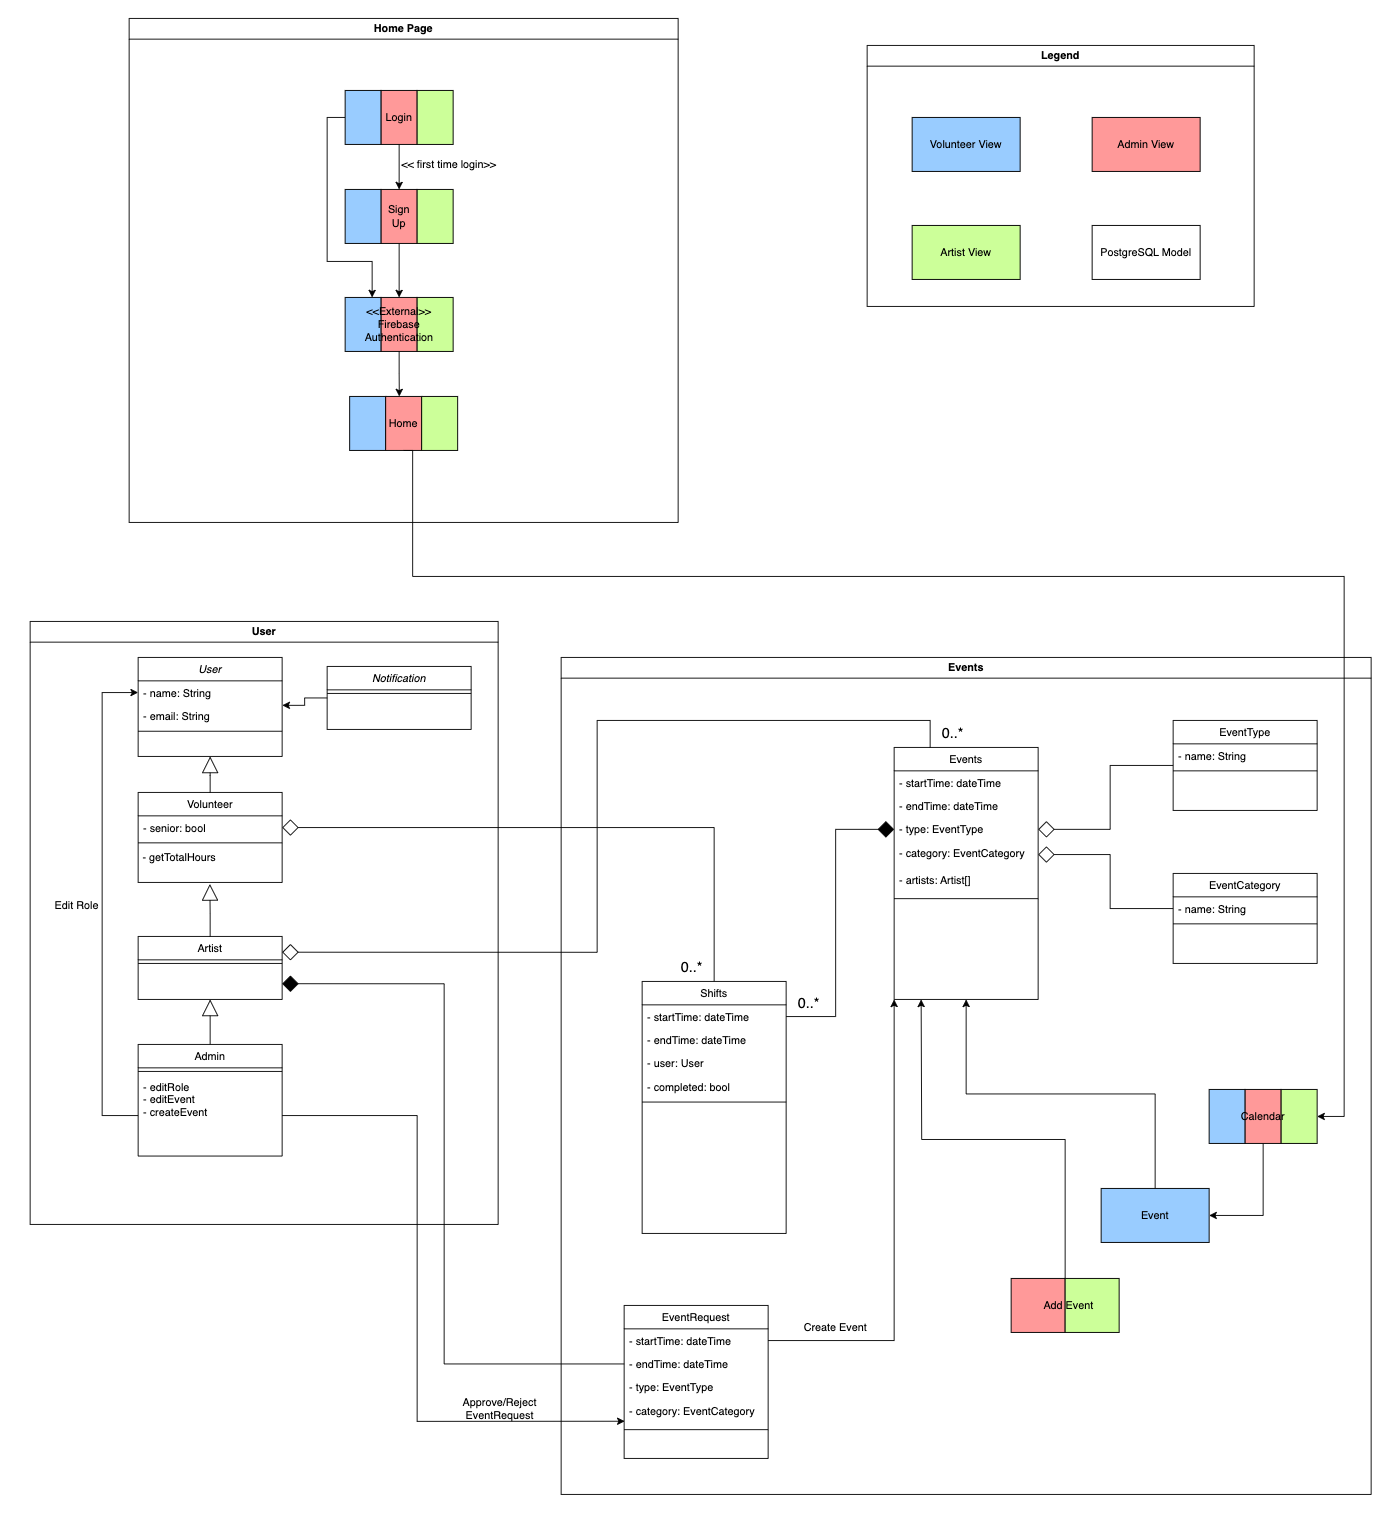 Home Page
Login
<< first time login>>
Sign
Up
<<External>>
Firebase
Authentication
Home
Legend
Volunteer View
Admin View
Artist View
PostgreSQL Model
User
User
- name: String
- email: String
Notification
Volunteer
- senior: bool
- getTotalHours
Edit Role
Artist
Admin
- editRole
- editEvent
- createEvent
Events
0..*
Events
- startTime: dateTime
- endTime: dateTime
- type: EventType
- category: EventCategory
- artists: Artist[]
EventType
- name: String
EventCategory
- name: String
0..*
0..*
Shifts
- startTime: dateTime
- endTime: dateTime
- user: User
- completed: bool
Calendar
Event
Add Event
EventRequest
- startTime: dateTime
- endTime: dateTime
- type: EventType
- category: EventCategory
Create Event
Approve/Reject
EventRequest